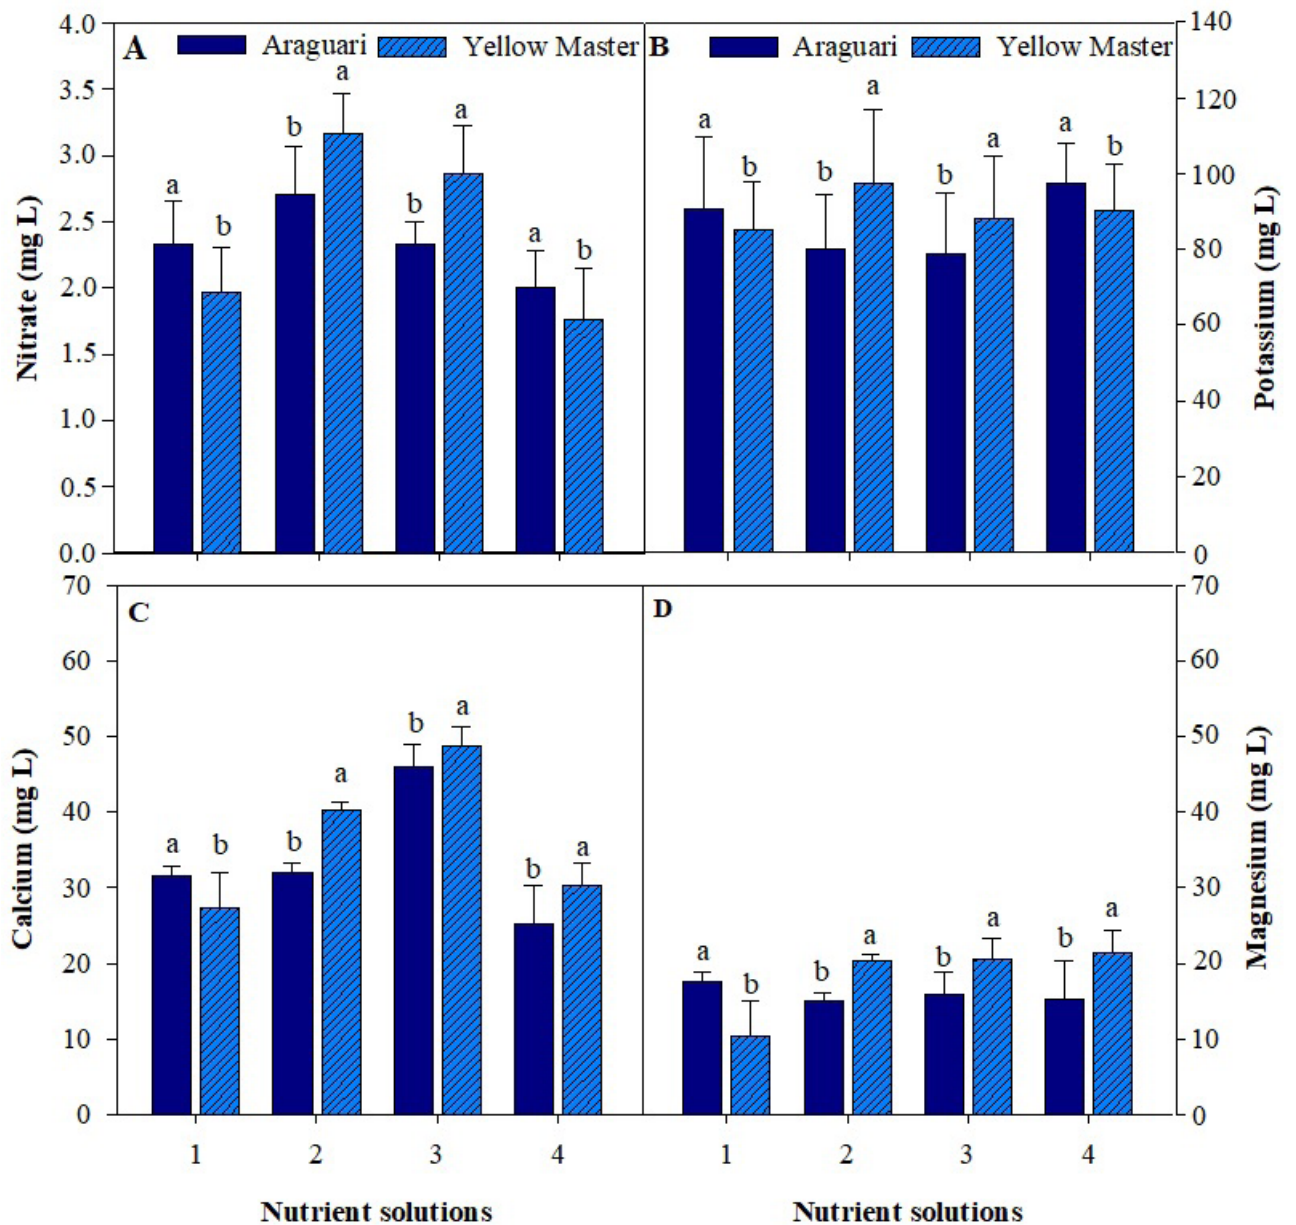 A Araguari Yellow Master
B Araguari Yellow Master
4.0
3.5
3.0
2.5
2.0
1.5
1.0
0.5
0.0
Nitrate (mg L)
a b b a b a a b
140
120
100
80
60
40
20
0
Potassium (mg L)
a b b a b a a b
C
70
60
50
40
30
20
10
0
Calcium (mg L)
a b b a b a b a
1 2 3 4
Nutrient solutions
D
70
60
50
40
30
20
10
0
Magnesium (mg L)
a b b a b a b a
1 2 3 4
Nutrient solutions